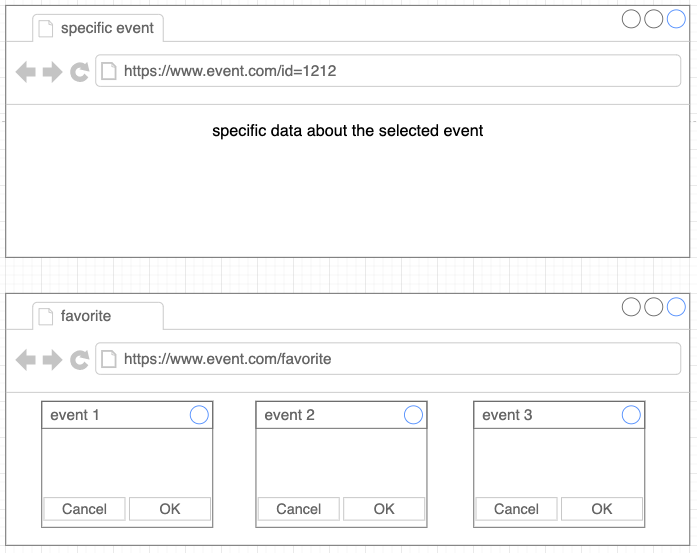 specific event
https://www.event.com/id=1212
specific data about the selected event
favorite
https://www.event.com/favorite
event 1
event 2
event 3
Cancel OK
Cancel OK
Cancel OK